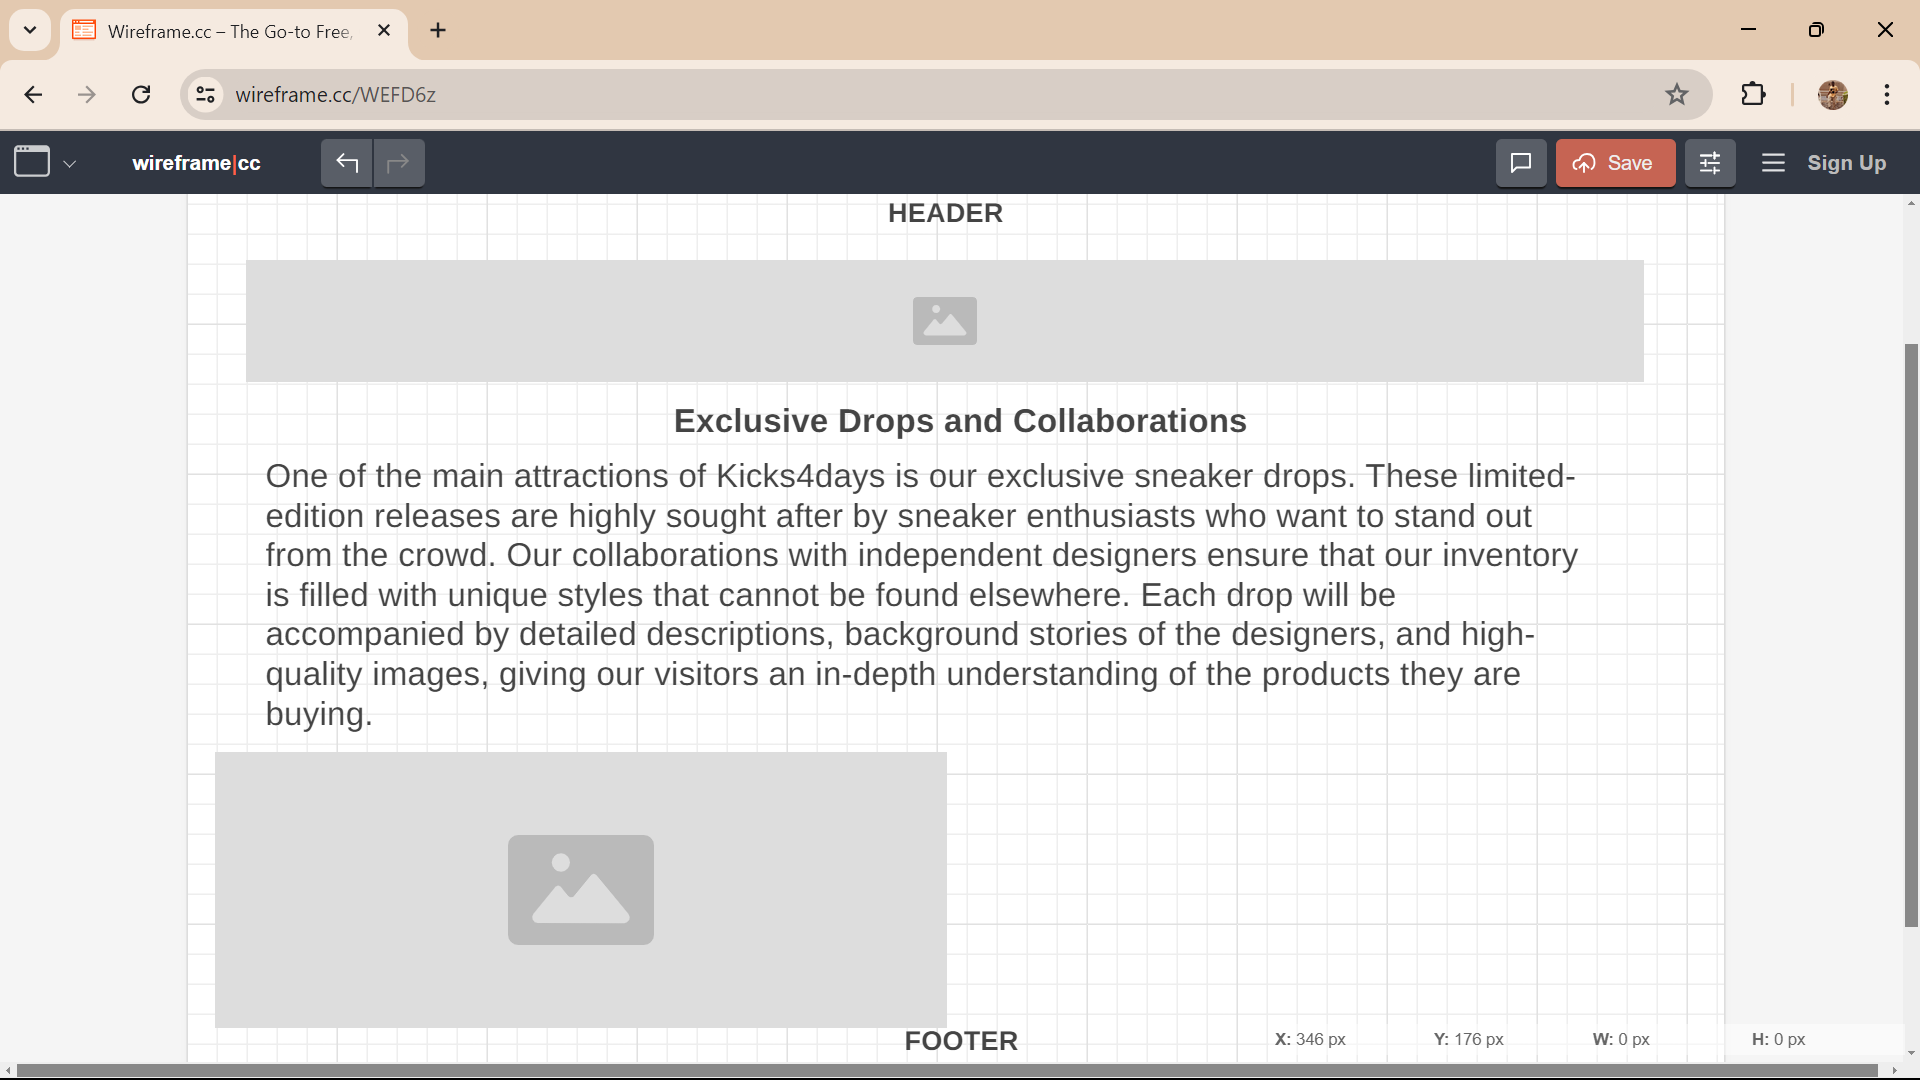 Wireframe.cc – The Go-to Free,
wireframe.cc/WEFD6z
wireframe|cc
Save
Sign Up
HEADER
Exclusive Drops and Collaborations
One of the main attractions of Kicks4days is our exclusive sneaker drops. These limited-
edition releases are highly sought after by sneaker enthusiasts who want to stand out
from the crowd. Our collaborations with independent designers ensure that our inventory
is filled with unique styles that cannot be found elsewhere. Each drop will be
accompanied by detailed descriptions, background stories of the designers, and high-
quality images, giving our visitors an in-depth understanding of the products they are
buying.
FOOTER
X: 346 px Y: 176 px W: 0 px H: 0 px